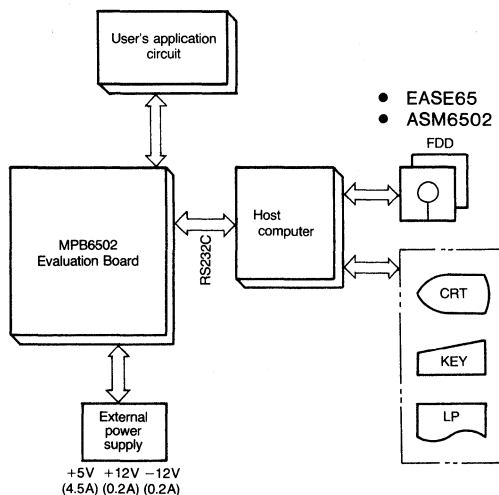 User's application
circuit
● EASE65
● ASM6502
FDD
MPB6502
Evaluation Board
RS232C
Host
computer
CRT
KEY
LP
External
power
supply
+5V +12V −12V
(4.5A) (0.2A) (0.2A)